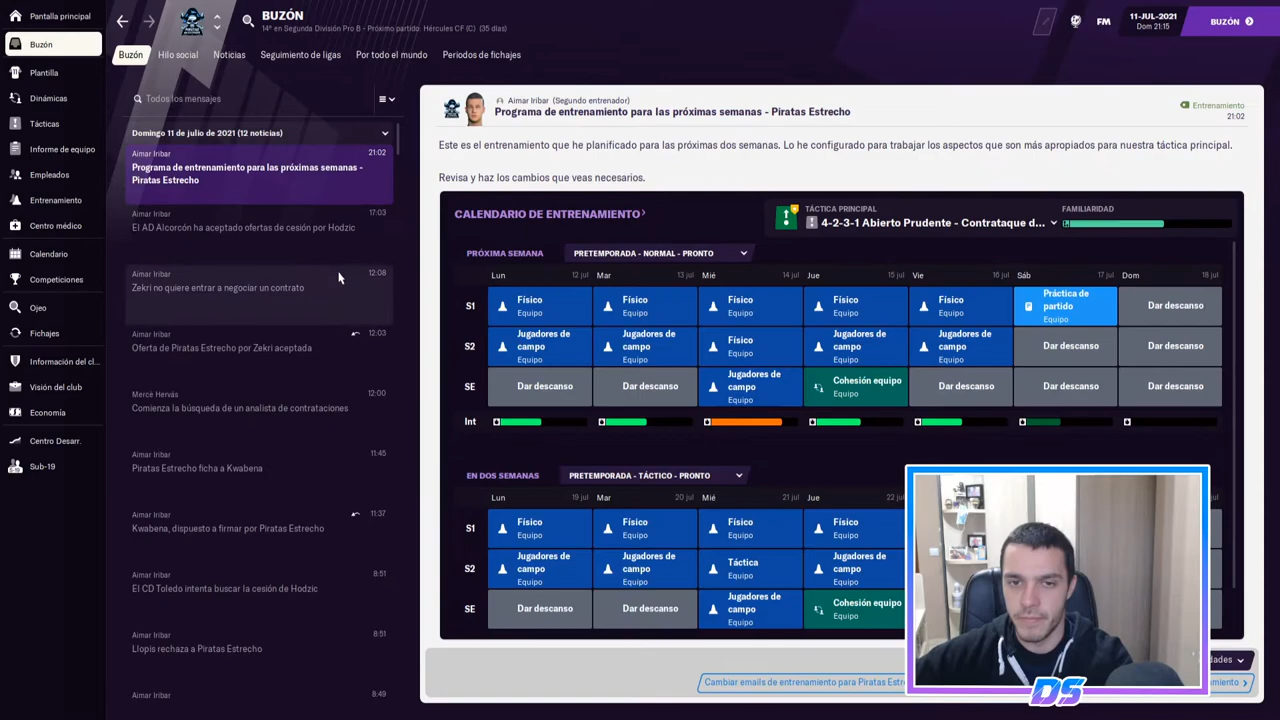 Pantalla principal
Buzón
Plantilla
Dinámicas
Tácticas
Informe de equipo
Empleados
Entrenamiento
Centro médico
Calendario
Competiciones
Ojeo
Fichajes
Información del cl...
Visión del club
Economía
Centro Desarr.
Sub-19
BUZÓN
14º en Segunda División Pro B - Próximo partido: Hércules CF (C) (35 días)
FM
11-JUL-2021
Dom 21:15
BUZÓN
Buzón Hilo social Noticias Seguimiento de ligas Por todo el mundo Periodos de fichajes
Todos los mensajes
Domingo 11 de julio de 2021 (12 noticias)
Aimar Iribar 21:02
Programa de entrenamiento para las próximas semanas -
Piratas Estrecho
Aimar Iribar 17:03
El AD Alcorcón ha aceptado ofertas de cesión por Hodzic
Aimar Iribar 12:08
Zekri no quiere entrar a negociar un contrato
Aimar Iribar 12:03
Oferta de Piratas Estrecho por Zekri aceptada
Mercè Hervás 12:00
Comienza la búsqueda de un analista de contrataciones
Aimar Iribar 11:45
Piratas Estrecho ficha a Kwabena
Aimar Iribar 11:37
Kwabena, dispuesto a firmar por Piratas Estrecho
Aimar Iribar 8:51
El CD Toledo intenta buscar la cesión de Hodzic
Aimar Iribar 8:51
Llopis rechaza a Piratas Estrecho
Aimar Iribar 8:49
Aimar Iribar (Segundo entrenador)
Programa de entrenamiento para las próximas semanas - Piratas Estrecho
Entrenamiento
21:02
Este es el entrenamiento que he planificado para las próximas dos semanas. Lo he configurado para trabajar los aspectos que son más apropiados para nuestra táctica principal.
Revisa y haz los cambios que veas necesarios.
CALENDARIO DE ENTRENAMIENTO
TÁCTICA PRINCIPAL
4-2-3-1 Abierto Prudente - Contrataque d...
FAMILIARIDAD
PRÓXIMA SEMANA PRETEMPORADA - NORMAL - PRONTO
Lun 12 jul Mar 13 jul Mié 14 jul Jue 15 jul Vie 16 jul Sáb 17 jul Dom 18 jul
S1 Físico Equipo Físico Equipo Físico Equipo Físico Equipo Físico Equipo Práctica de partido Equipo Dar descanso
S2 Jugadores de campo Equipo Jugadores de campo Equipo Físico Equipo Jugadores de campo Equipo Jugadores de campo Equipo Dar descanso Dar descanso
SE Dar descanso Dar descanso Jugadores de campo Equipo Cohesión equipo Equipo Dar descanso Dar descanso Dar descanso
Int
EN DOS SEMANAS PRETEMPORADA - TÁCTICO - PRONTO
Lun 19 jul Mar 20 jul Mié 21 jul Jue 22 jul
S1 Físico Equipo Físico Equipo Físico Equipo Físico Equipo
S2 Jugadores de campo Equipo Jugadores de campo Equipo Táctica Equipo Jugadores de campo Equipo
SE Dar descanso Dar descanso Jugadores de campo Equipo Cohesión equipo Equipo
dades
Cambiar emails de entrenamiento para Piratas Estre
amiento
DS